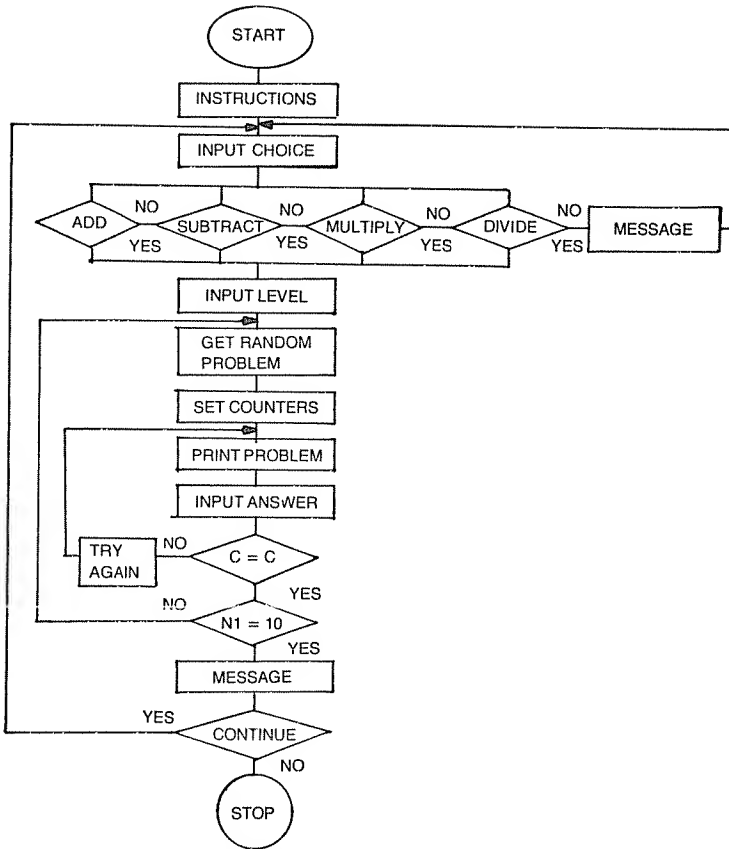 START
INSTRUCTIONS
INPUT CHOICE
ADD
NO
YES
SUBTRACT
NO
YES
MULTIPLY
NO
YES
DIVIDE
NO
YES
MESSAGE
INPUT LEVEL
GET RANDOM
PROBLEM
SET COUNTERS
PRINT PROBLEM
INPUT ANSWER
TRY
AGAIN
NO
C = C
YES
NO
N1 = 10
YES
MESSAGE
YES
CONTINUE
NO
STOP